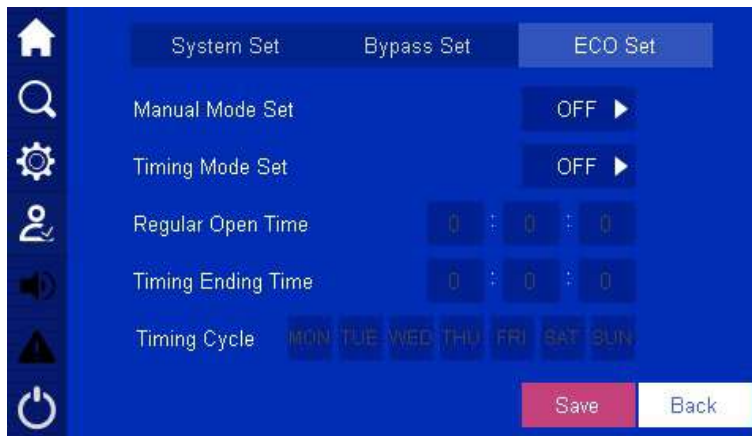 System Set Bypass Set ECO Set
Manual Mode Set OFF
Timing Mode Set OFF
Regular Open Time 0 : 0 : 0
Timing Ending Time 0 : 0 : 0
Timing Cycle MON TUE WED THU FRI SAT SUN
Save Back